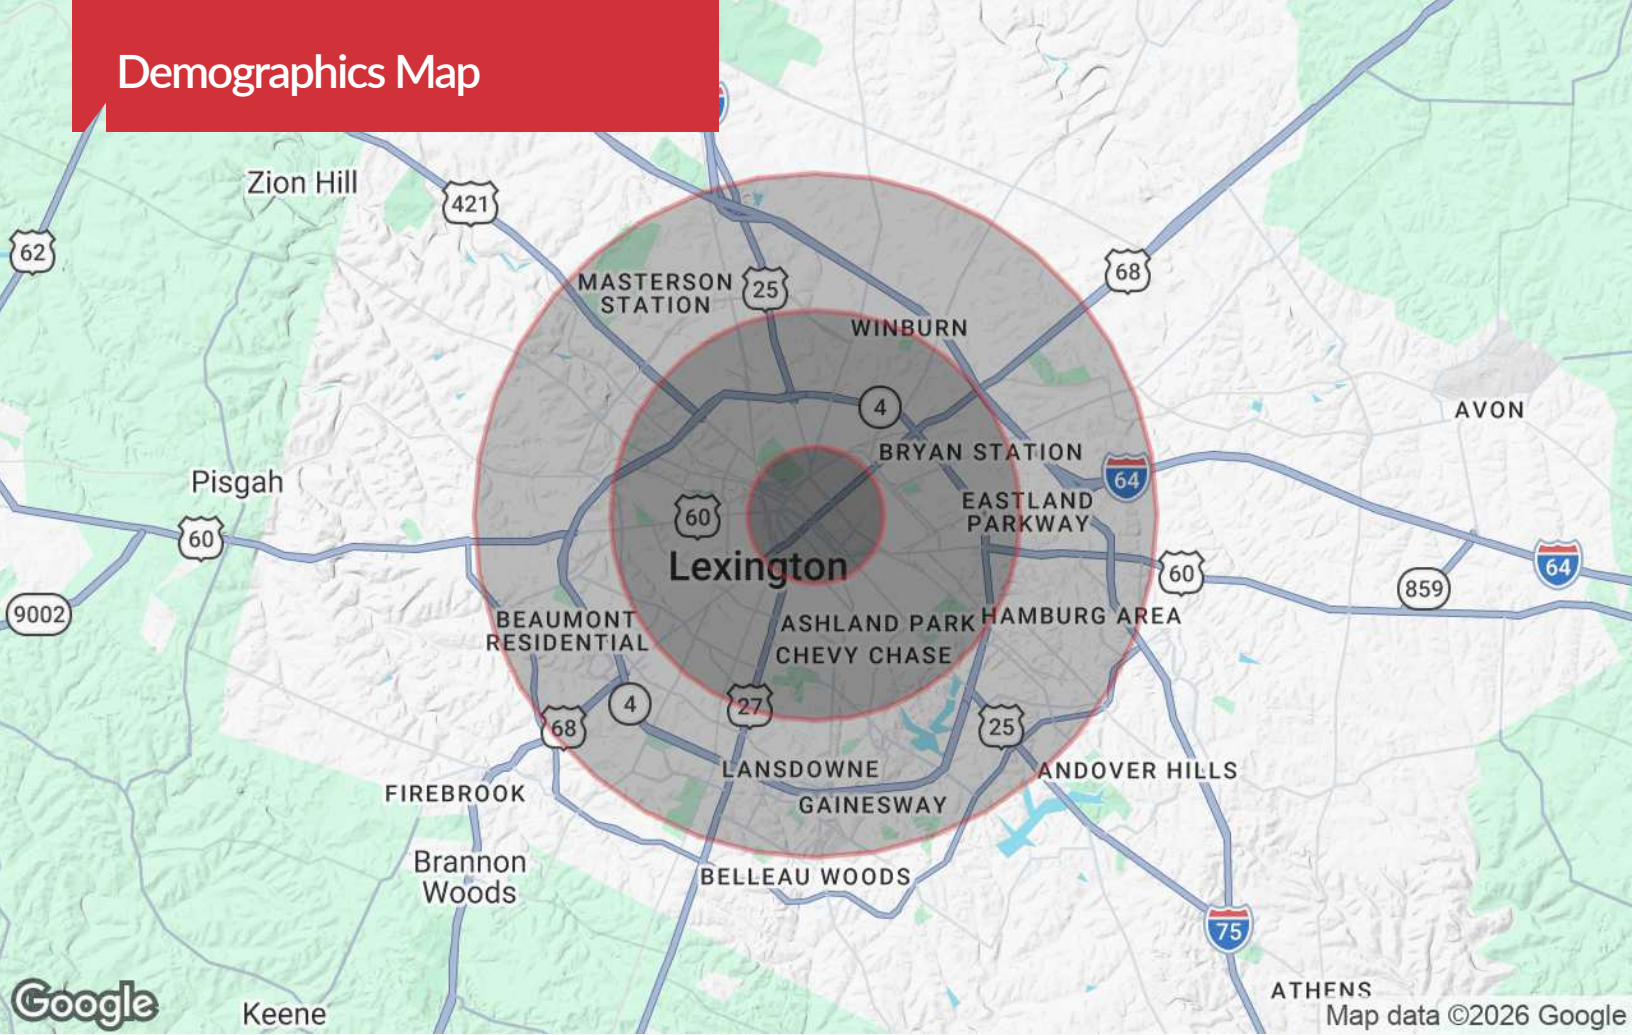 Demographics Map
Zion Hill
421
62
68
MASTERSON
STATION
25
WINBURN
4
AVON
BRYAN STATION
64
Pisgah
EASTLAND
PARKWAY
60
60
Lexington
64
60
859
9002
BEAUMONT
RESIDENTIAL
ASHLAND PARK
HAMBURG AREA
CHEVY CHASE
4
27
68
25
LANSDOWNE
ANDOVER HILLS
FIREBROOK
GAINESWAY
Brannon
Woods
BELLEAU WOODS
75
ATHENS
Google
Keene
Map data ©2026 Google